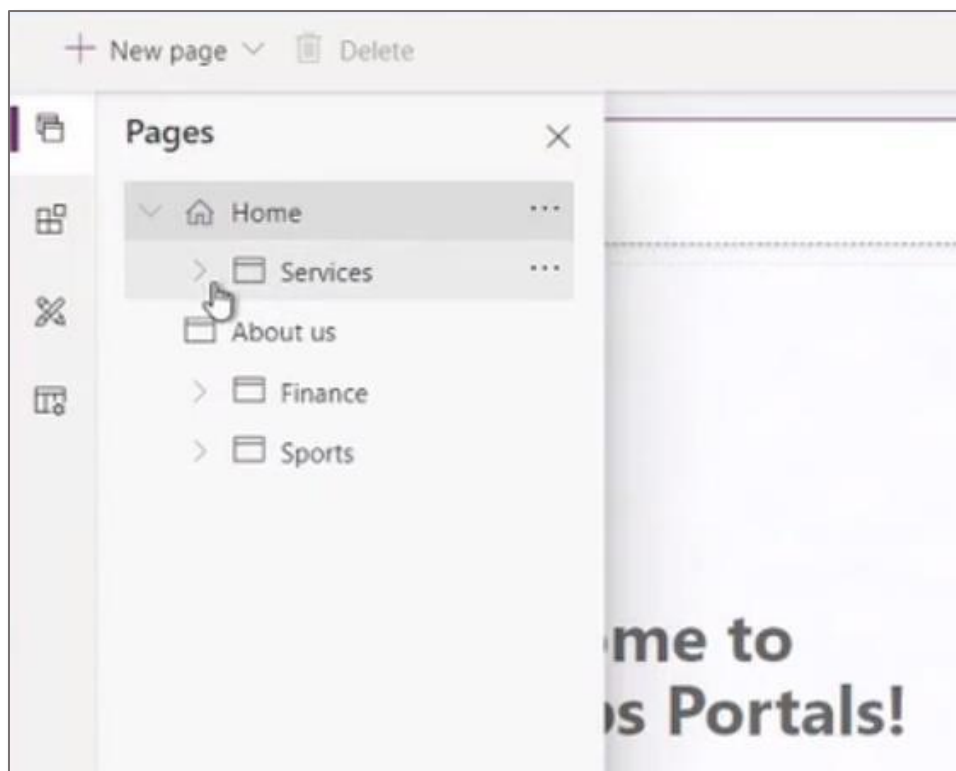 New page Delete
Pages
Home
Services
About us
Finance
Sports
me to
s Portals!